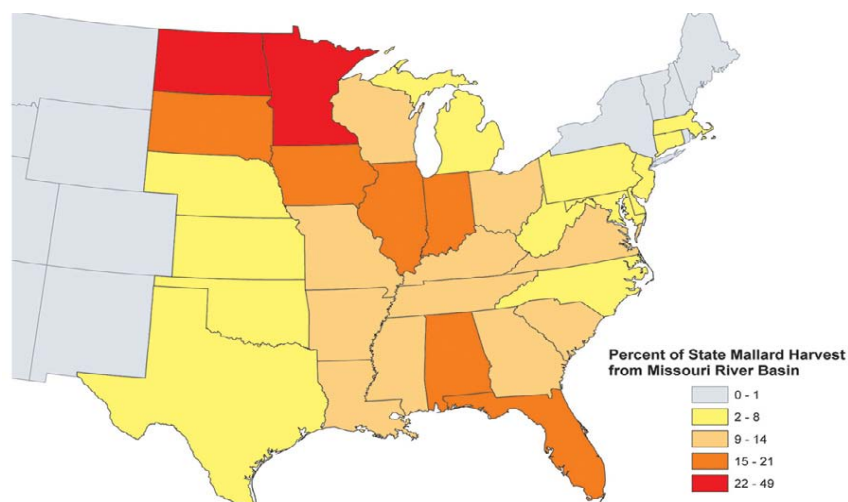 Percent of State Mallard Harvest
from Missouri River Basin
0 - 1
2 - 8
9 - 14
15 - 21
22 - 49